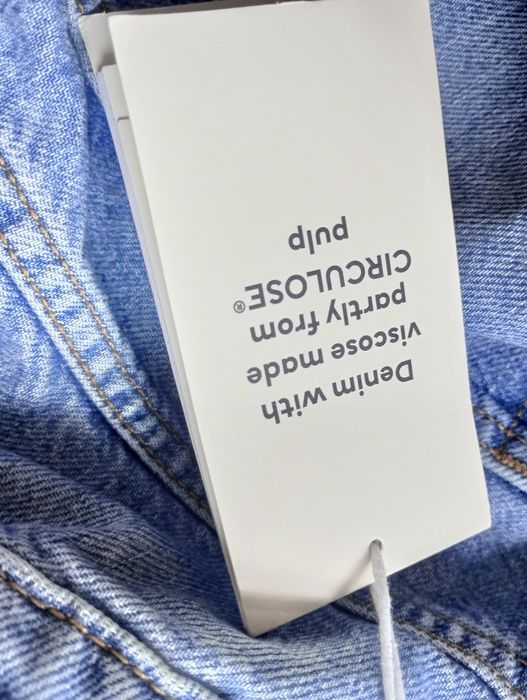 Denim with
viscose made
partly from
CIRCULOSE®
pulp